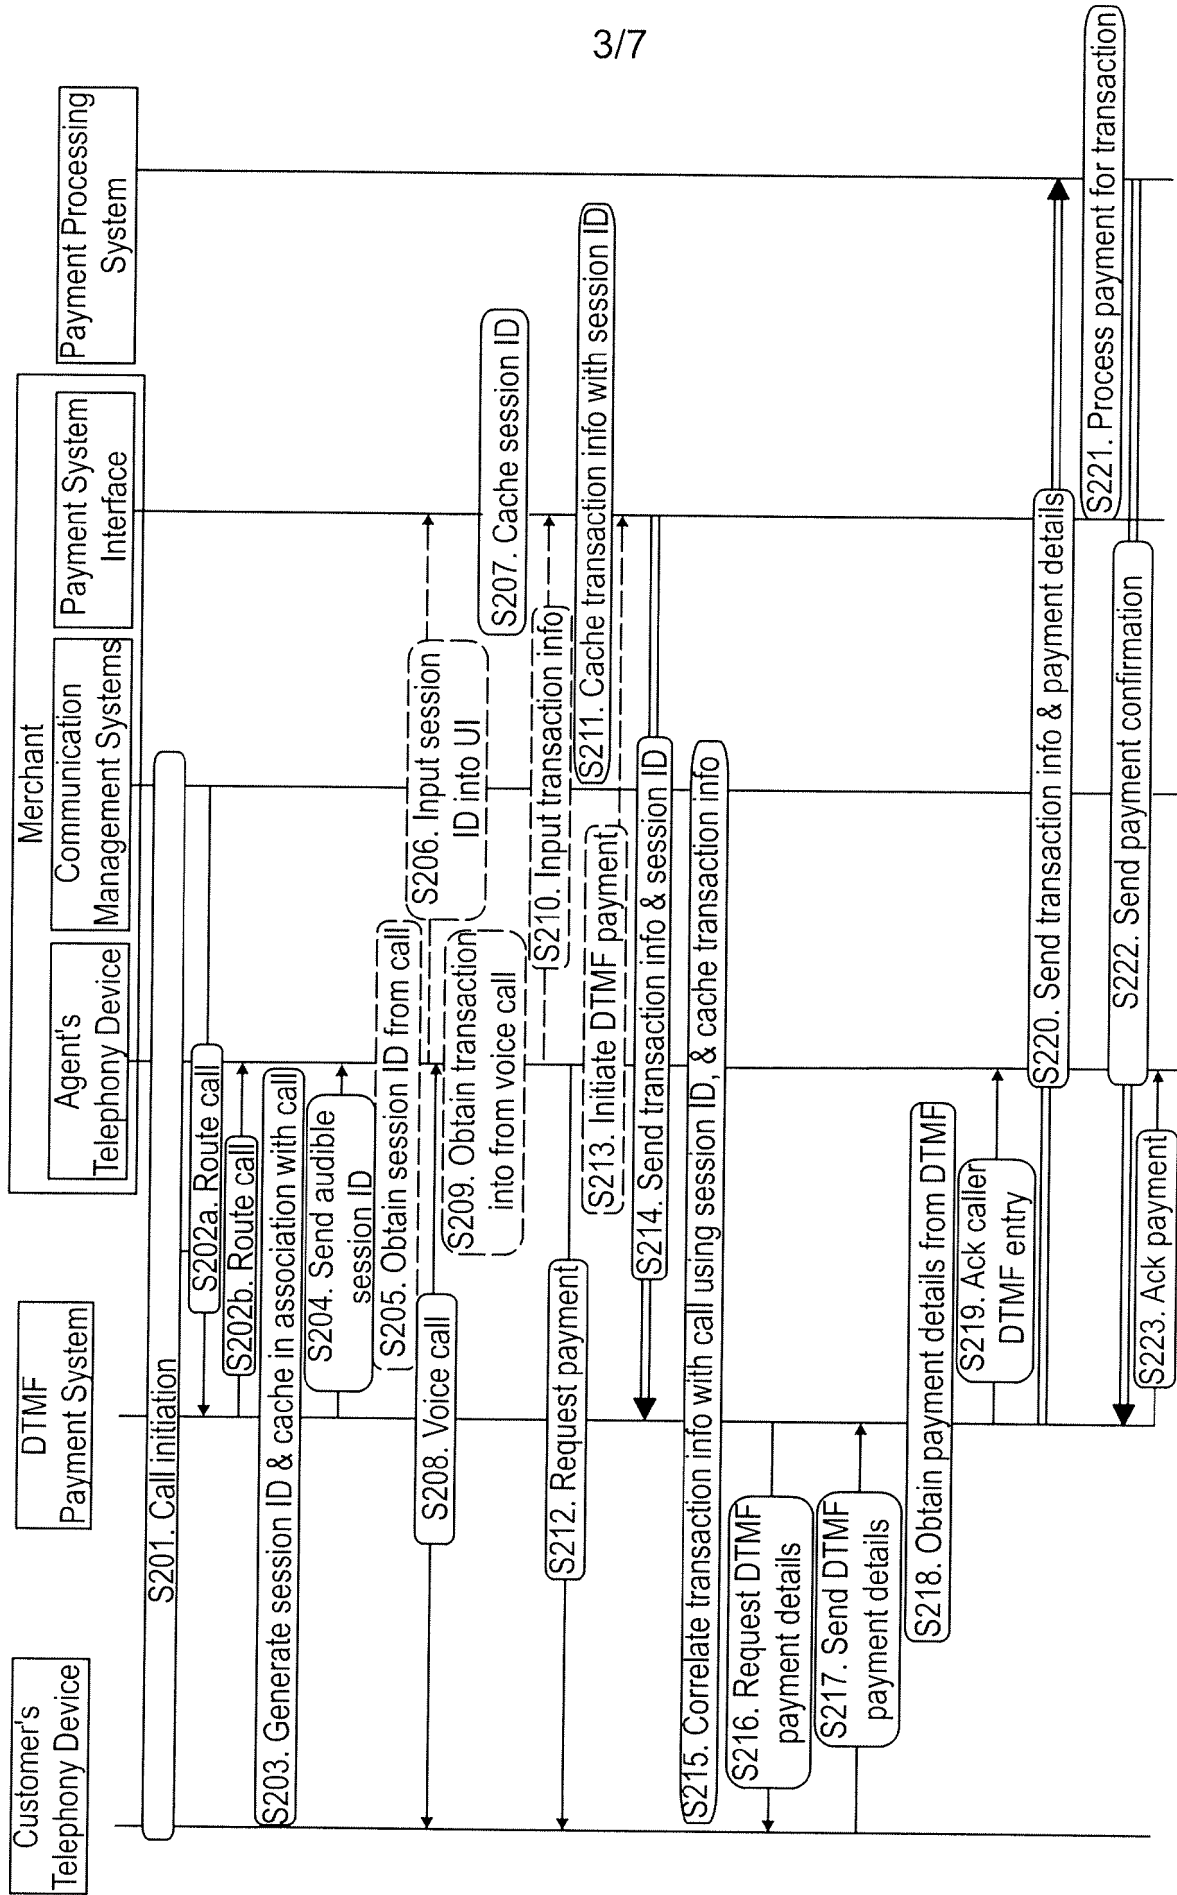 3/7
Customer's
Telephony Device
DTMF
Payment System
Merchant
Agent's
Telephony Device
Communication
Management Systems
Payment System
Interface
Payment Processing
System
S201. Call initiation
S202a. Route call
S202b. Route call
S203. Generate session ID & cache in association with call
S204. Send audible
session ID
S205. Obtain session ID from call
S206. Input session
ID into UI
S207. Cache session ID
S208. Voice call
S209. Obtain transaction
into from voice call
S210. Input transaction info
S211. Cache transaction info with session ID
S212. Request payment
S213. Initiate DTMF payment
S214. Send transaction info & session ID
S215. Correlate transaction info with call using session ID, & cache transaction info
S216. Request DTMF
payment details
S217. Send DTMF
payment details
S218. Obtain payment details from DTMF
S219. Ack caller
DTMF entry
S220. Send transaction info & payment details
S221. Process payment for transaction
S222. Send payment confirmation
S223. Ack payment